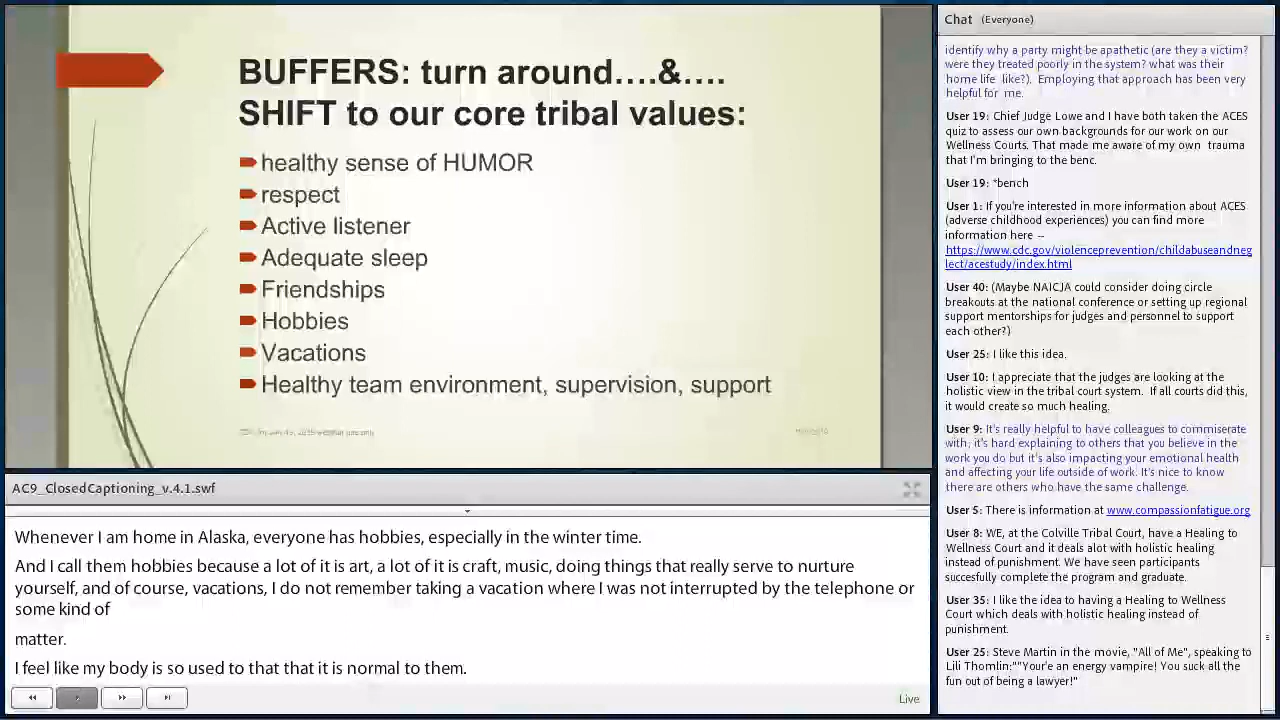 BUFFERS: turn around....&....
SHIFT to our core tribal values:
healthy sense of HUMOR
respect
Active listener
Adequate sleep
Friendships
Hobbies
Vacations
Healthy team environment, supervision, support
AC9_ClosedCaptioning_v.4.1.swf
Whenever I am home in Alaska, everyone has hobbies, especially in the winter time.
And I call them hobbies because a lot of it is art, a lot of it is craft, music, doing things that really serve to nurture
yourself, and of course, vacations, I do not remember taking a vacation where I was not interrupted by the telephone or
some kind of
matter.
I feel like my body is so used to that that it is normal to them.
Live
Chat (Everyone)
identify why a party might be apathetic (are they a victim?
were they treated poorly in the system? what was their
home life like?). Employing that approach has been very
helpful for me.
User 19: Chief Judge Lowe and I have both taken the ACES
quiz to assess our own backgrounds for our work on our
Wellness Courts. That made me aware of my own trauma
that I'm bringing to the benc.
User 19: *bench
User 1: If you're interested in more information about ACES
(adverse childhood experiences) you can find more
information here --
https://www.cdc.gov/violenceprevention/childabuseandneg
lect/acestudy/index.html
User 40: (Maybe NAICJA could consider doing circle
breakouts at the national conference or setting up regional
support mentorships for judges and personnel to support
each other?)
User 25: I like this idea.
User 10: I appreciate that the judges are looking at the
holistic view in the tribal court system. If all courts did this,
it would create so much healing.
User 9: It's really helpful to have colleagues to commiserate
with; it's hard explaining to others that you believe in the
work you do but it's also impacting your emotional health
and affecting your life outside of work. It's nice to know
there are others who have the same challenge.
User 5: There is information at www.compassionfatigue.org
User 8: WE, at the Colville Tribal Court, have a Healing to
Wellness Court and it deals alot with holistic healing
instead of punishment. We have seen participants
succesfully complete the program and graduate.
User 35: I like the idea to having a Healing to Wellness
Court which deals with holistic healing instead of
punishment.
User 25: Steve Martin in the movie, "All of Me", speaking to
Lili Thomlin:""Your'e an energy vampire! You suck all the
fun out of being a lawyer!"